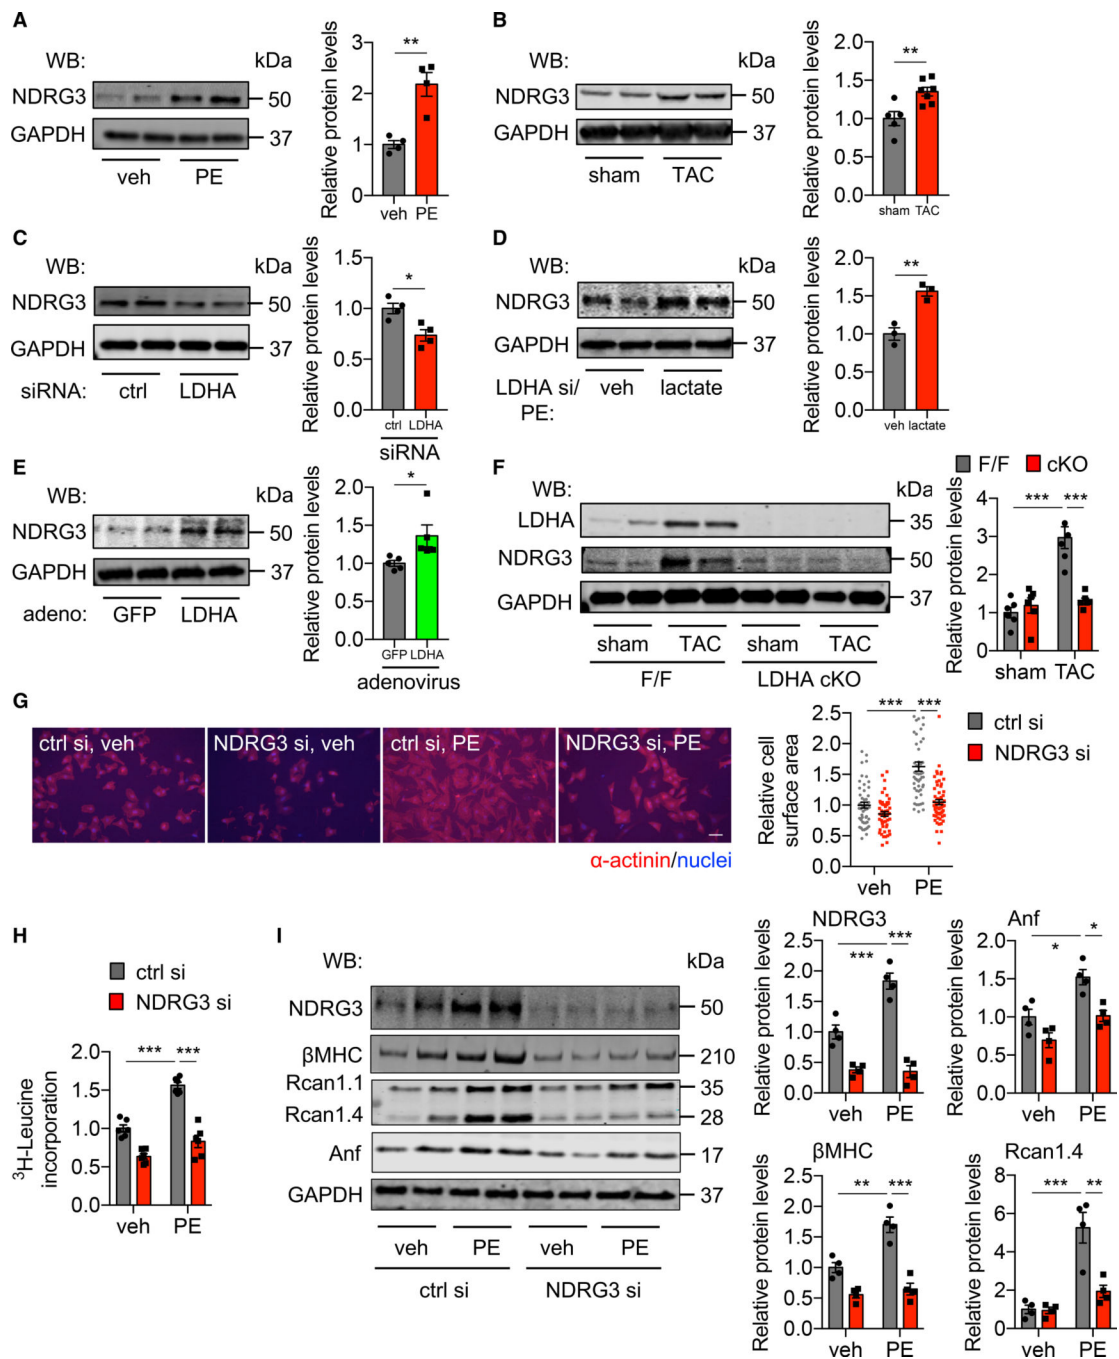 A
WB:
kDa
NDRG3
50
GAPDH
37
veh
PE
Relative protein levels
3
2
1
0
**
veh
PE
B
WB:
kDa
NDRG3
50
GAPDH
37
sham
TAC
Relative protein levels
2.0
1.5
1.0
0.5
0.0
**
sham
TAC
C
WB:
kDa
NDRG3
50
GAPDH
37
siRNA:
ctrl
LDHA
Relative protein levels
1.5
1.0
0.5
0.0
*
ctrl
LDHA
siRNA
D
WB:
kDa
NDRG3
50
GAPDH
37
LDHA si/
PE:
veh
lactate
Relative protein levels
2.0
1.5
1.0
0.5
0.0
**
veh
lactate
E
WB:
kDa
NDRG3
50
GAPDH
37
adeno:
GFP
LDHA
Relative protein levels
2.0
1.5
1.0
0.5
0.0
*
GFP
LDHA
adenovirus
F
WB:
kDa
LDHA
35
NDRG3
50
GAPDH
37
sham
TAC
sham
TAC
F/F
LDHA cKO
F/F
cKO
Relative protein levels
4
3
2
1
0
***
***
sham
TAC
G
ctrl si, veh
NDRG3 si, veh
ctrl si, PE
NDRG3 si, PE
α-actinin/nuclei
Relative cell
surface area
2.5
2.0
1.5
1.0
0.5
0.0
***
***
veh
PE
ctrl si
NDRG3 si
H
ctrl si
NDRG3 si
³H-Leucine
incorporation
2.0
1.5
1.0
0.5
0.0
***
***
veh
PE
I
WB:
kDa
NDRG3
50
βMHC
210
Rcan1.1
35
Rcan1.4
28
Anf
17
GAPDH
37
veh
PE
veh
PE
ctrl si
NDRG3 si
NDRG3
Relative protein levels
2.5
2.0
1.5
1.0
0.5
0.0
***
***
veh
PE
Anf
Relative protein levels
2.0
1.5
1.0
0.5
0.0
*
*
veh
PE
βMHC
Relative protein levels
2.5
2.0
1.5
1.0
0.5
0.0
**
***
veh
PE
Rcan1.4
Relative protein levels
8
6
4
2
0
***
**
veh
PE